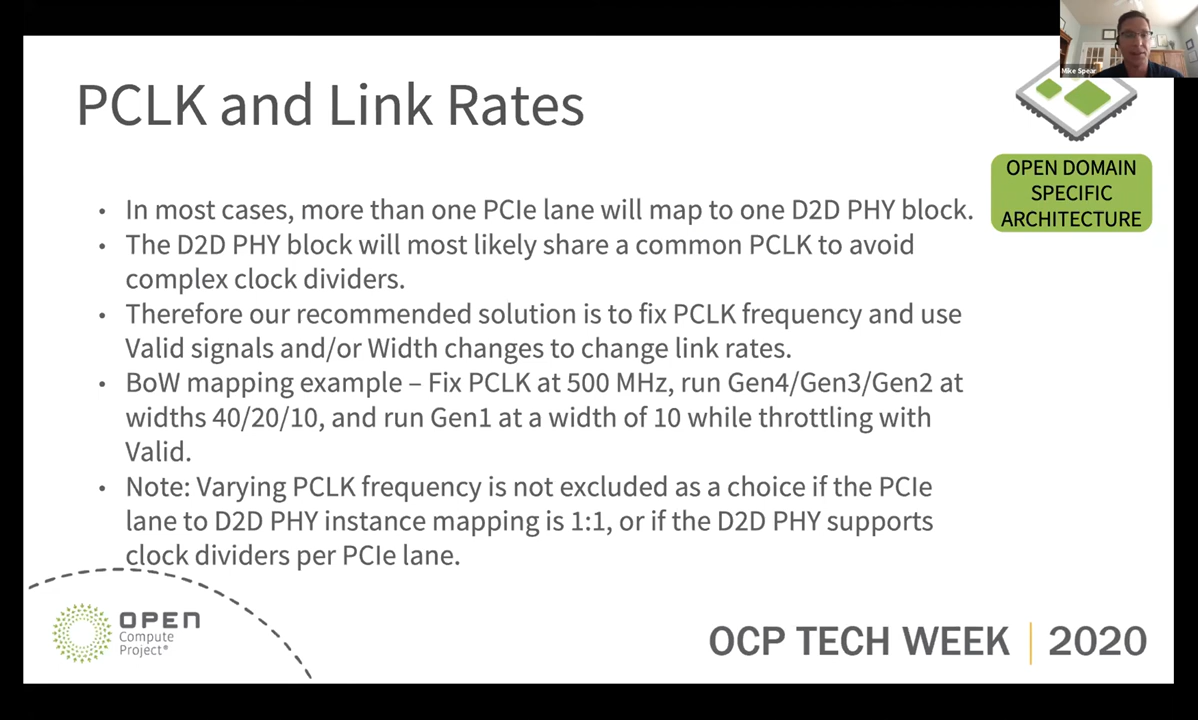 Mike Spear
PCLK and Link Rates
OPEN DOMAIN
SPECIFIC
ARCHITECTURE
• In most cases, more than one PCIe lane will map to one D2D PHY block.
• The D2D PHY block will most likely share a common PCLK to avoid
complex clock dividers.
• Therefore our recommended solution is to fix PCLK frequency and use
Valid signals and/or Width changes to change link rates.
• BoW mapping example – Fix PCLK at 500 MHz, run Gen4/Gen3/Gen2 at
widths 40/20/10, and run Gen1 at a width of 10 while throttling with
Valid.
• Note: Varying PCLK frequency is not excluded as a choice if the PCIe
lane to D2D PHY instance mapping is 1:1, or if the D2D PHY supports
clock dividers per PCIe lane.
OPEN
Compute
Project®
OCP TECH WEEK | 2020